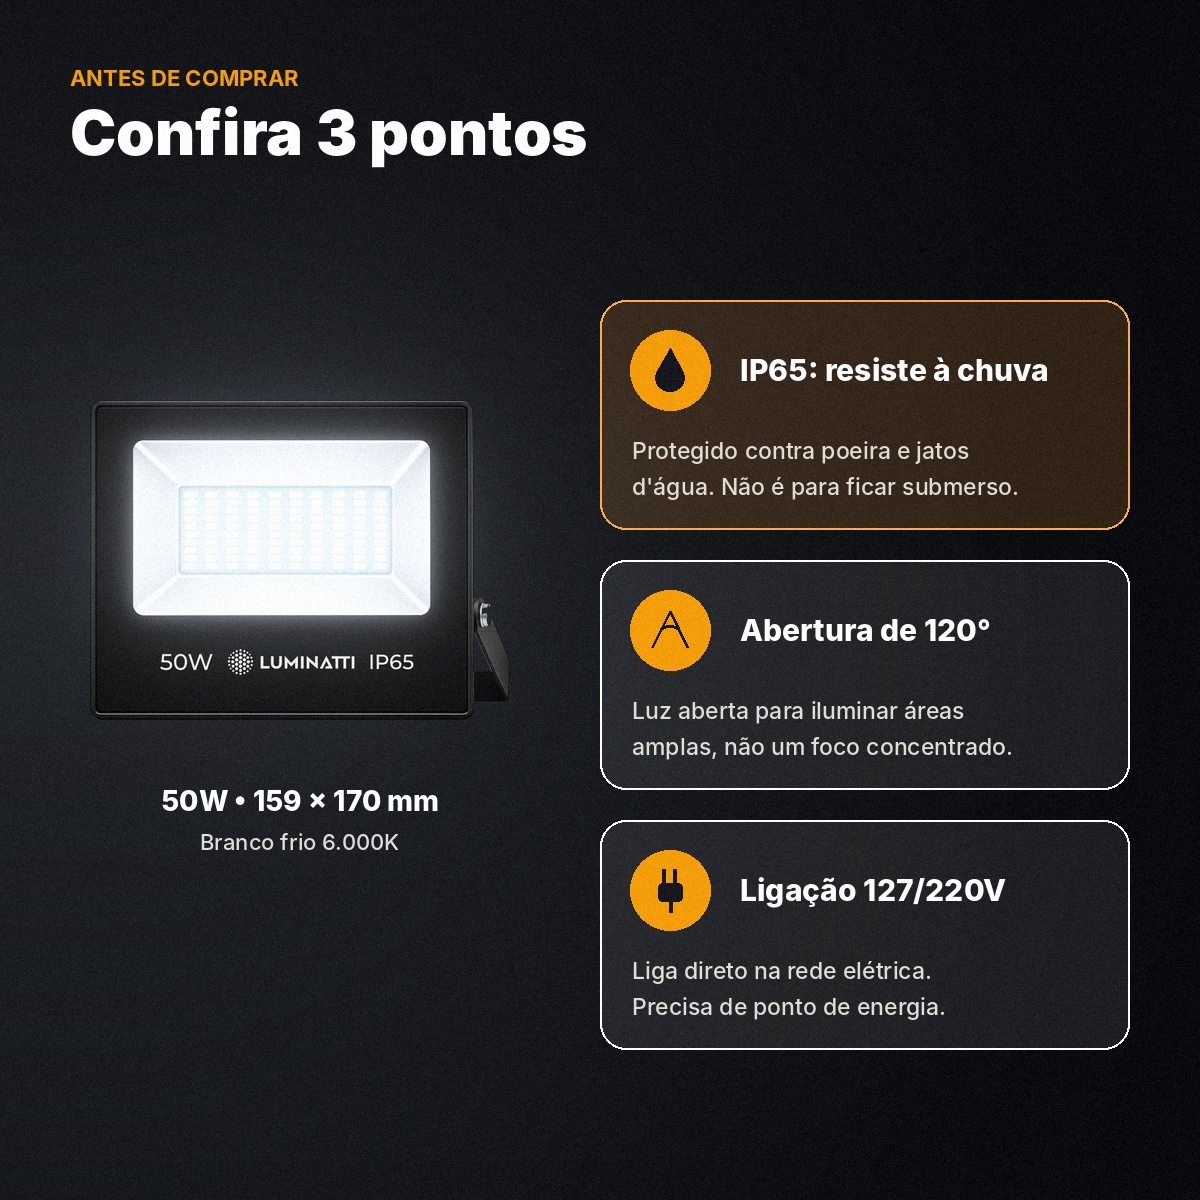 ANTES DE COMPRAR
Confira 3 pontos
IP65: resiste à chuva
Protegido contra poeira e jatos
d'água. Não é para ficar submerso.
50W LUMINATTI IP65
50W • 159 × 170 mm
Branco frio 6.000K
Abertura de 120°
Luz aberta para iluminar áreas
amplas, não um foco concentrado.
Ligação 127/220V
Liga direto na rede elétrica.
Precisa de ponto de energia.